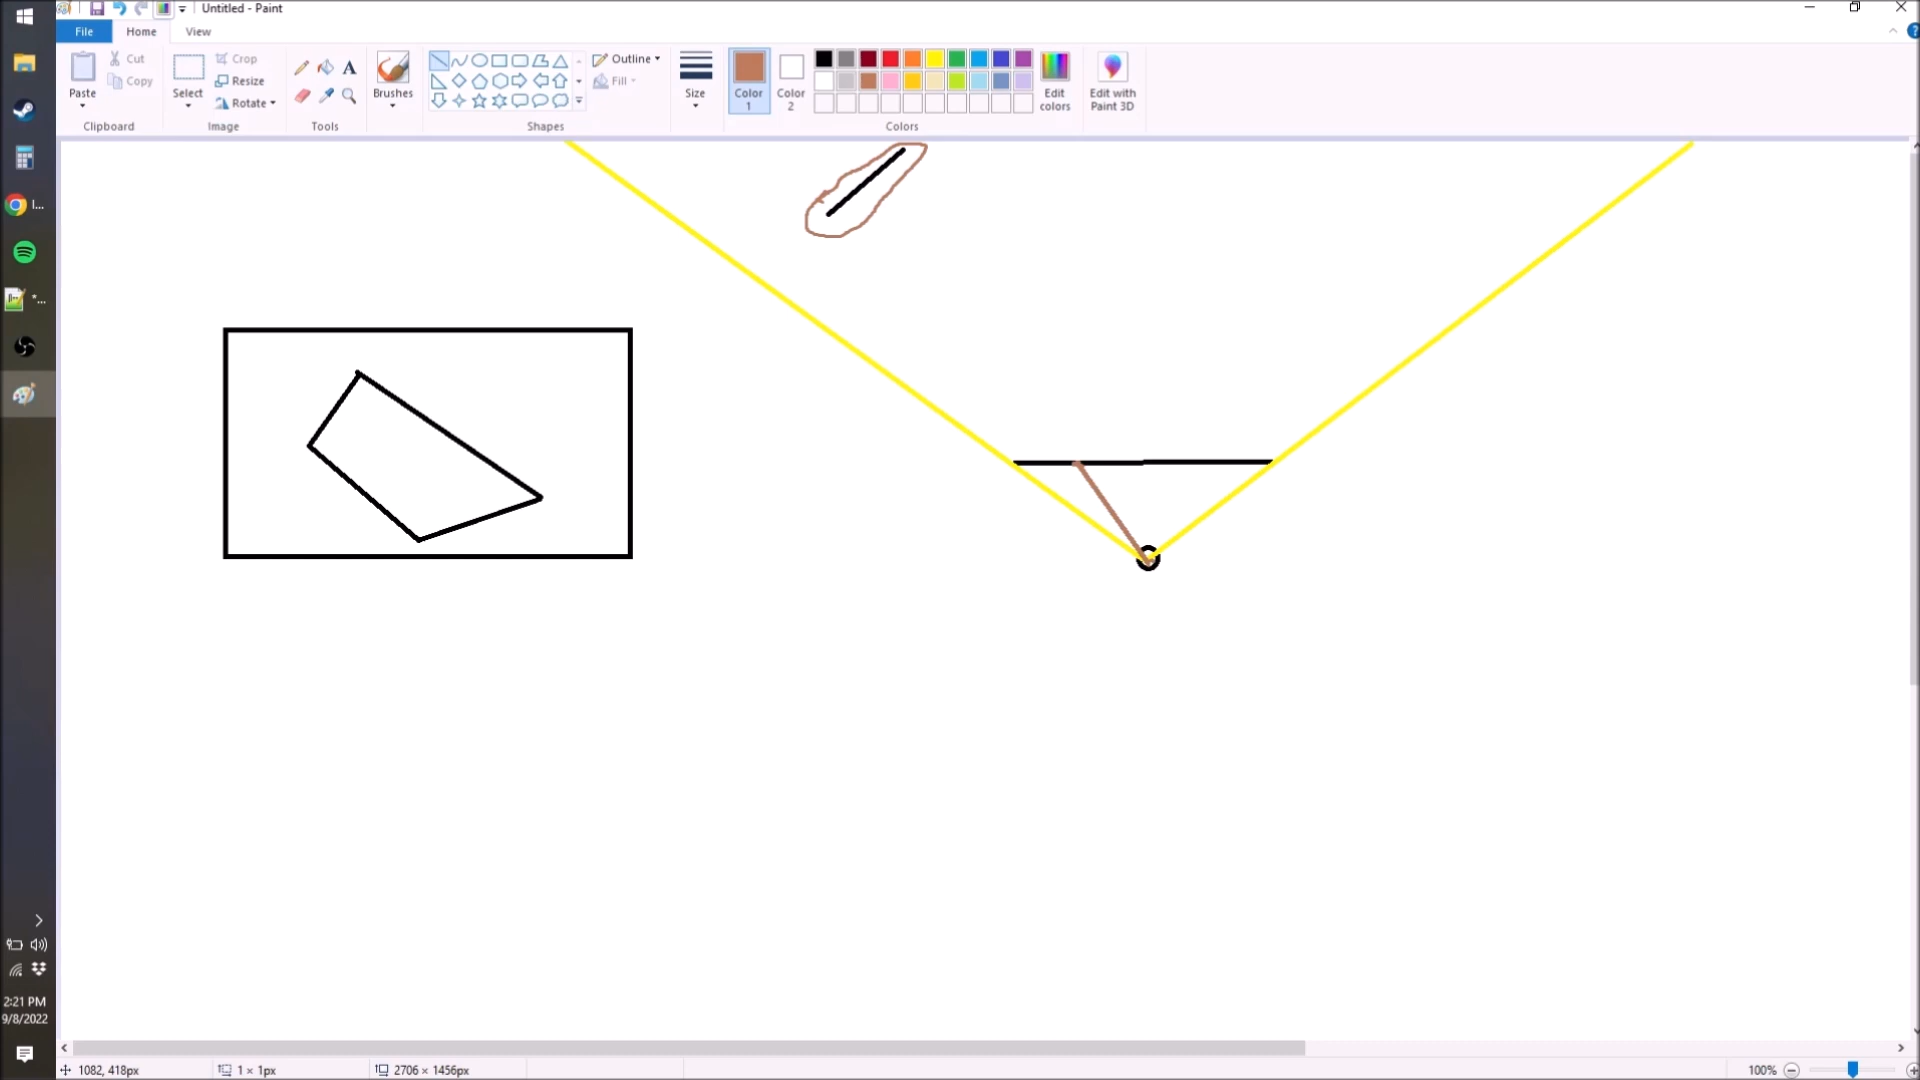 Untitled - Paint
File Home View
Paste
Cut
Copy
Clipboard
Select
Crop
Resize
Rotate
Image
A
Tools
Brushes
Outline
Fill
Shapes
Size
Color 1
Color 2
Edit colors
Colors
Edit with Paint 3D
I...
*...
2:21 PM
9/8/2022
1082, 418px
1 × 1px
2706 × 1456px
100%